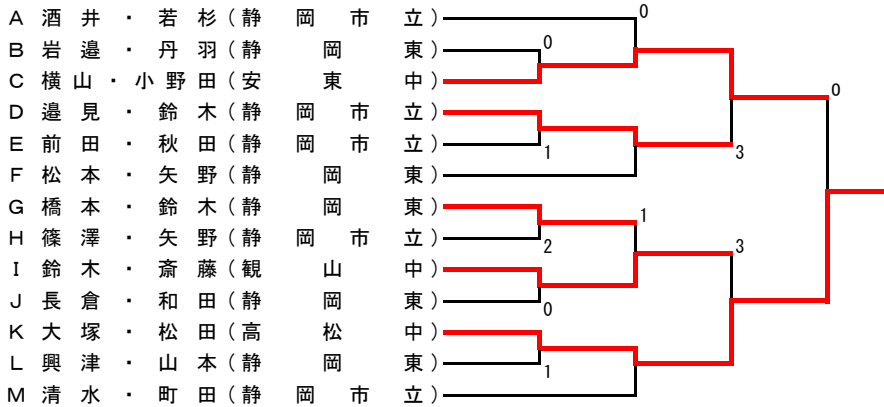 A 酒井・若杉(静岡市立) 0
B 岩邉・丹羽(静岡東) 0
C 横山・小野田(安東中) 0
D 邉見・鈴木(静岡市立)
E 前田・秋田(静岡市立) 1 3
F 松本・矢野(静岡東)
G 橋本・鈴木(静岡東) 1
H 篠澤・矢野(静岡市立) 2 3
I 鈴木・斎藤(観山中)
J 長倉・和田(静岡東) 0
K 大塚・松田(高松中)
L 興津・山本(静岡東) 1
M 清水・町田(静岡市立)